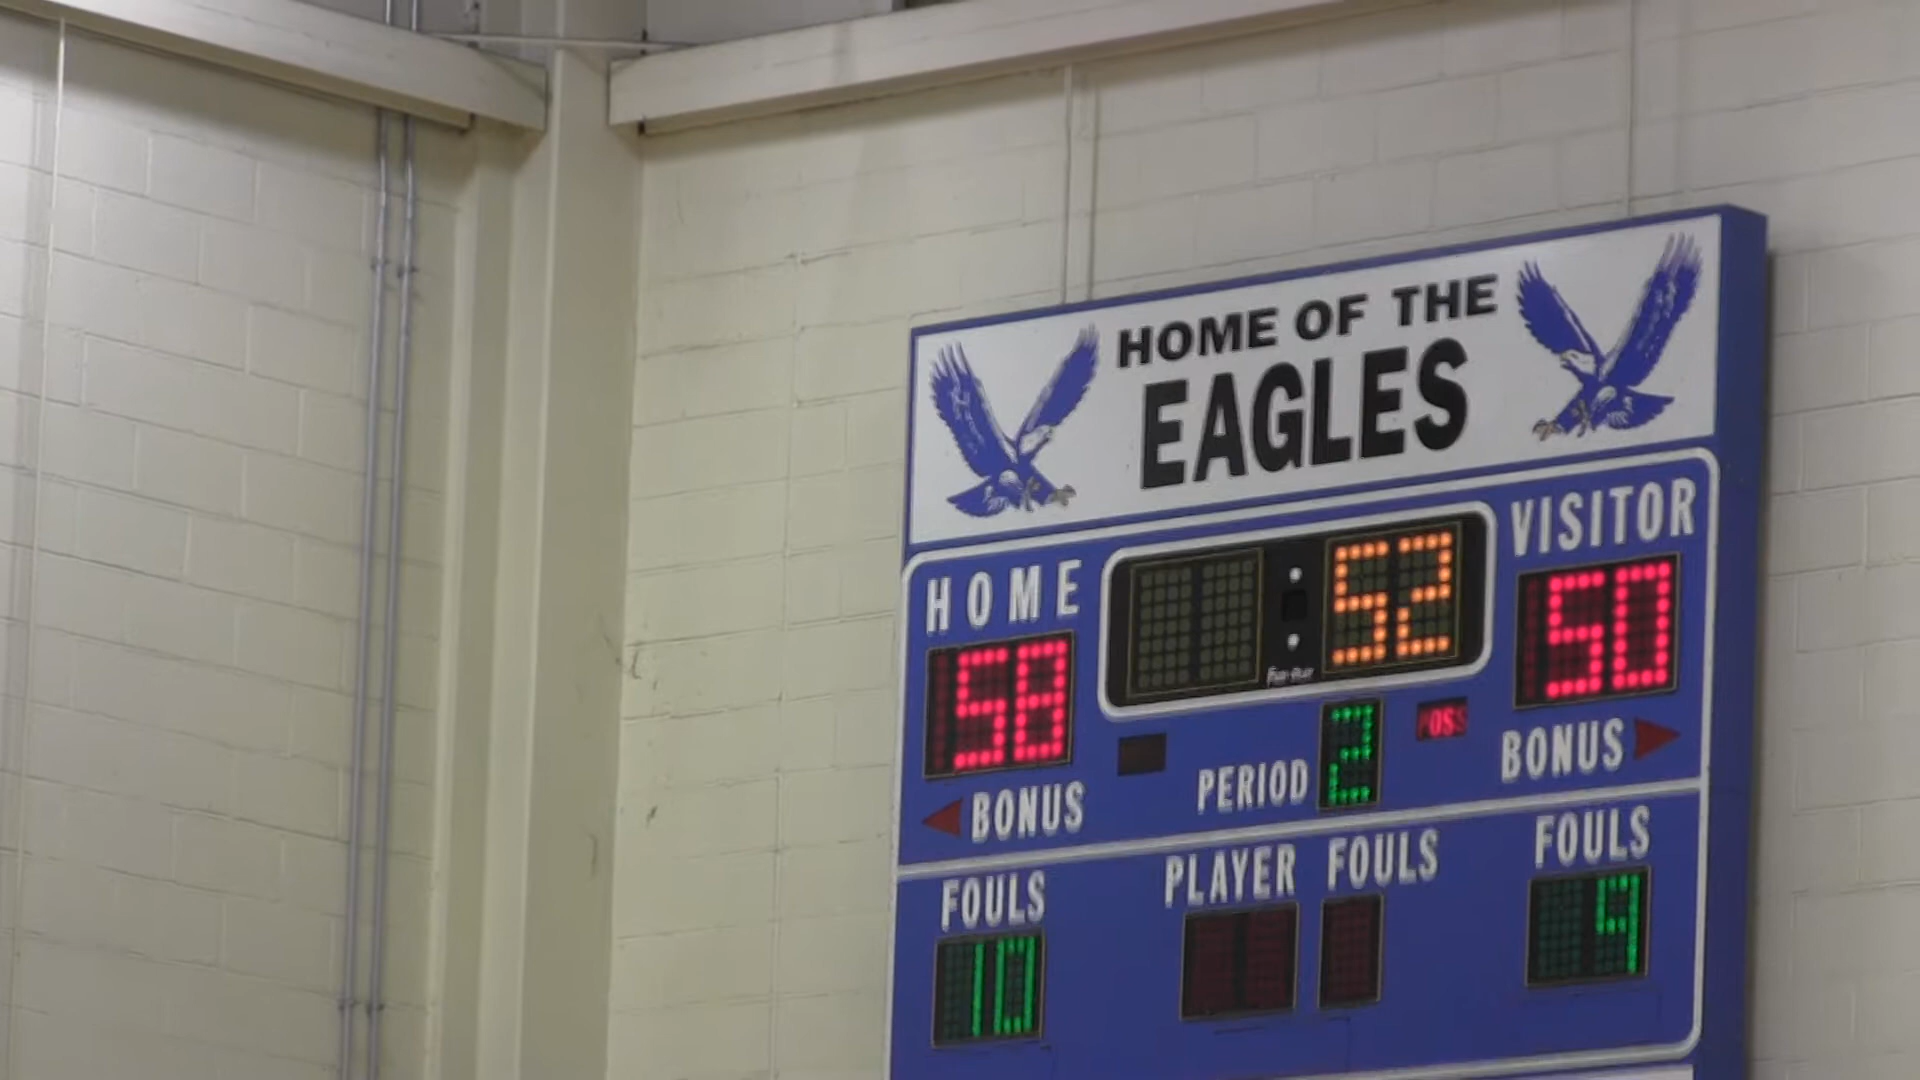 HOME OF THE
EAGLES
HOME
58
:52
VISITOR
50
BONUS
PERIOD 2
POSS
BONUS
FOULS
10
PLAYER FOULS
FOULS